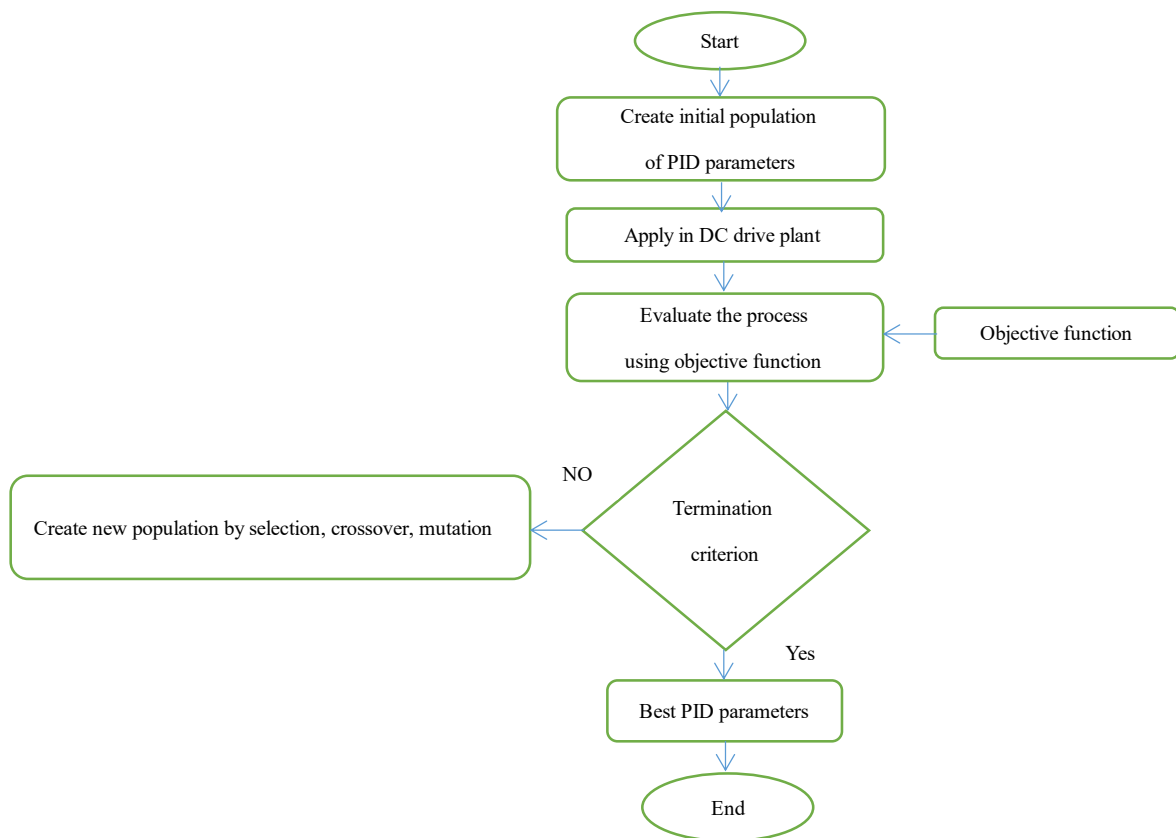 Start
Create initial population
of PID parameters
Apply in DC drive plant
Evaluate the process
using objective function
Objective function
NO
Create new population by selection, crossover, mutation
Termination
criterion
Yes
Best PID parameters
End